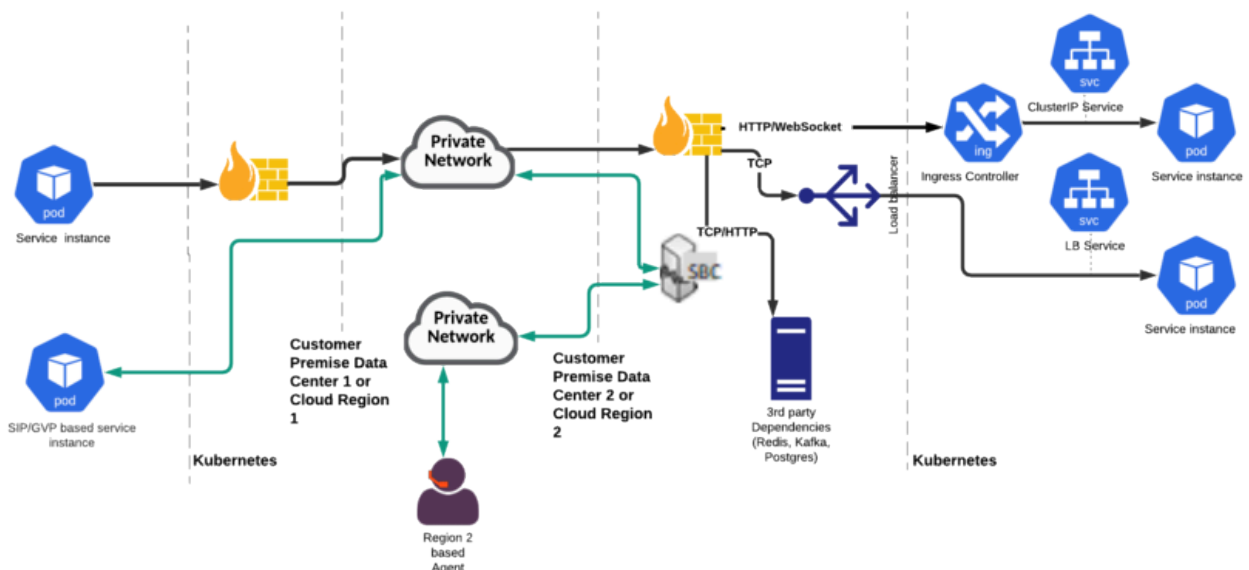 pod
Service instance
pod
SIP/GVP based service
instance
Kubernetes
Private
Network
Private
Network
Customer
Premise Data
Center 1 or
Cloud Region
1
Region 2
based
Agent
Customer
Premise Data
Center 2 or
Cloud Region
2
HTTP/WebSocket
TCP
TCP/HTTP
SBC
3rd party
Dependencies
(Redis, Kafka,
Postgres)
Load balancer
Kubernetes
ing
Ingress Controller
svc
ClusterIP Service
pod
Service instance
svc
LB Service
pod
Service instance